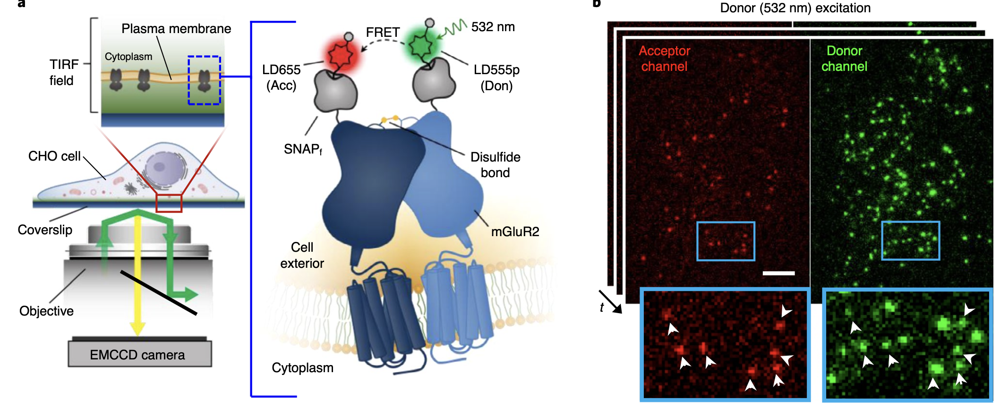 a
Plasma membrane
Cytoplasm
TIRF
field
CHO cell
Coverslip
Objective
EMCCD camera
FRET
532 nm
LD655
(Acc)
LD555p
(Don)
SNAPf
Disulfide
bond
mGluR2
Cell
exterior
Cytoplasm
b
Donor (532 nm) excitation
Acceptor
channel
Donor
channel
t